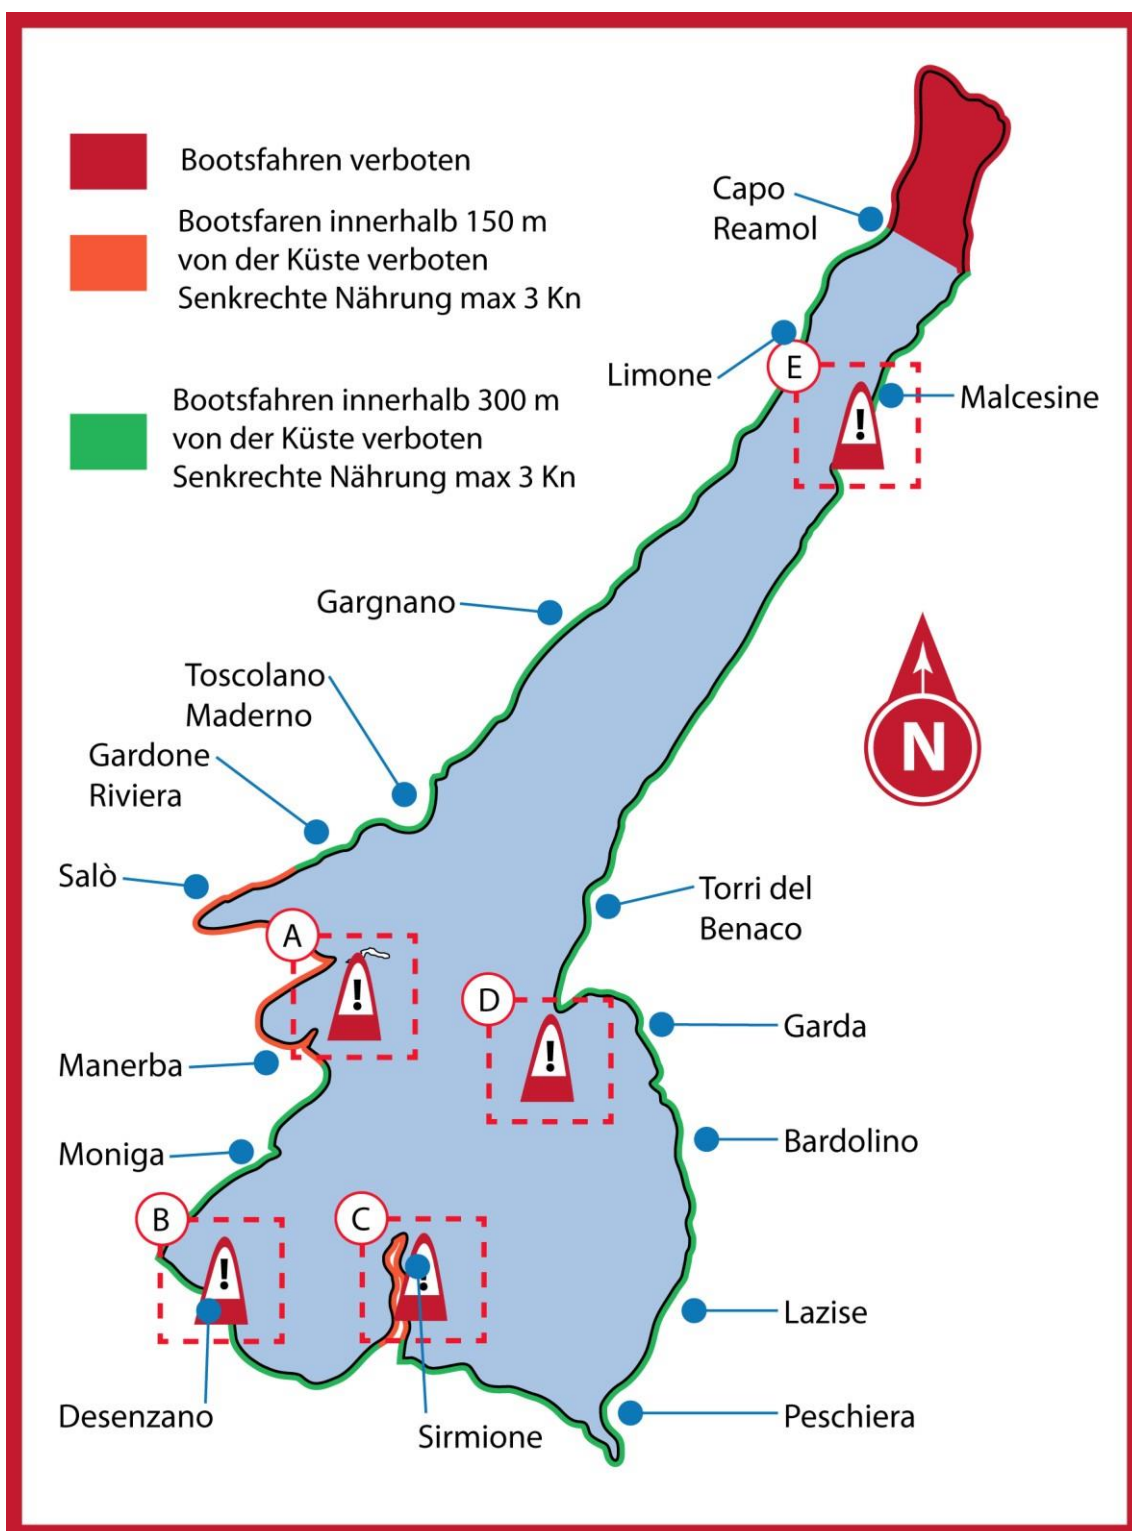 Bootsfahren verboten
Bootsfaren innerhalb 150 m
von der Küste verboten
Senkrechte Nährung max 3 Kn
Bootsfahren innerhalb 300 m
von der Küste verboten
Senkrechte Nährung max 3 Kn
Capo
Reamol
Limone
E
!
Malcesine
Gargnano
Toscolano
Maderno
Gardone
Riviera
N
Salò
Torri del
Benaco
A
!
D
!
Garda
Manerba
Moniga
Bardolino
B
!
C
!
Lazise
Desenzano
Sirmione
Peschiera